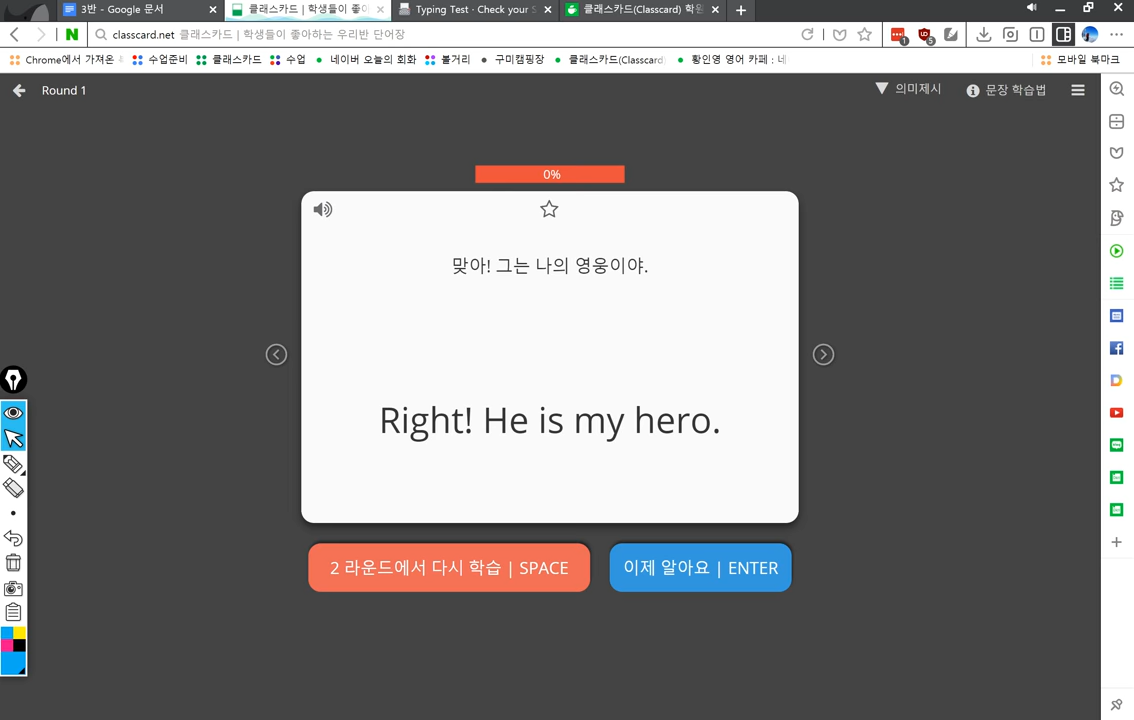 3반 - Google 문서
클래스카드 | 학생들이 좋아
Typing Test · Check your S
클래스카드(Classcard) 학원
N classcard.net 클래스카드 | 학생들이 좋아하는 우리반 단어장
1
5
Chrome에서 가져온 수업준비 클래스카드 수업 네이버 오늘의 회화 볼거리 구미캠핑장 클래스카드(Classcard) 황인영 영어 카페 : 네 모바일 북마크
Round 1
▼ 의미제시
문장 학습법
0%
맞아! 그는 나의 영웅이야.
Right! He is my hero.
2 라운드에서 다시 학습 | SPACE
이제 알아요 | ENTER